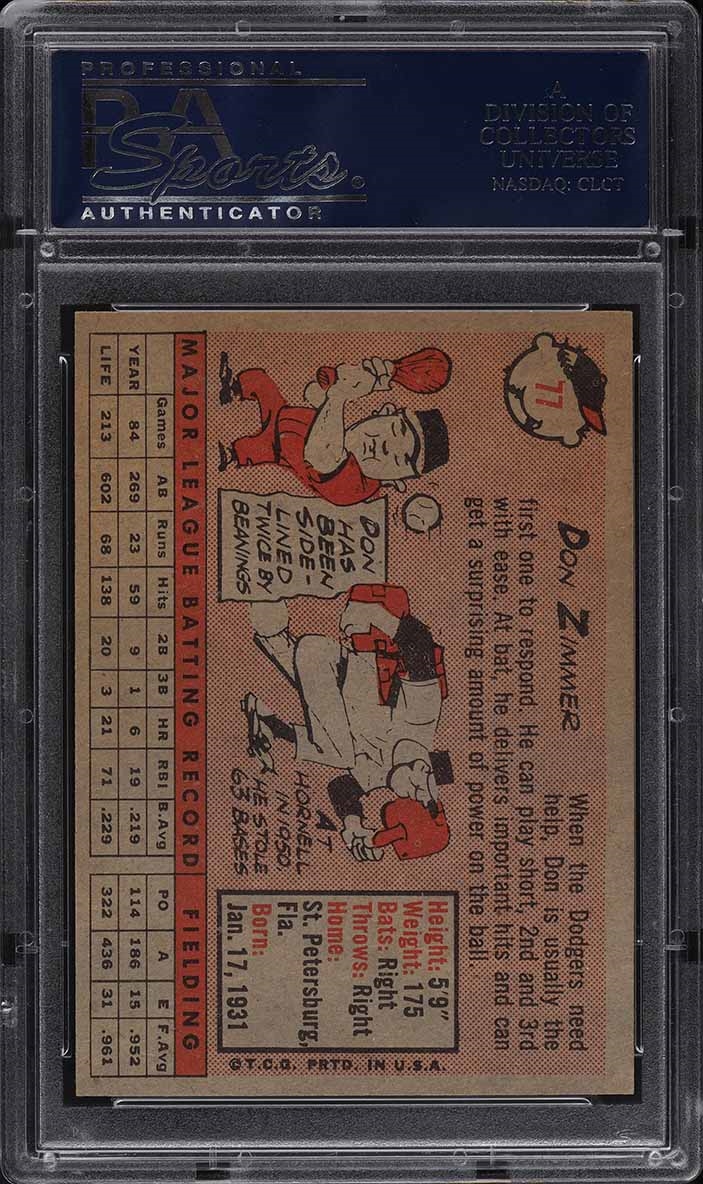 PROFESSIONAL
PSA
Sports®
AUTHENTICATOR
A
DIVISION OF
COLLECTORS
UNIVERSE
NASDAQ: CLCT
77
DON ZIMMER
When the Dodgers need
help, Don is usually the
first one to respond. He can play short, 2nd and 3rd
with ease. At bat, he delivers important hits and can
get a surprising amount of power on the ball.
DON
HAS
BEEN
SIDE-
LINED
TWICE BY
BEANINGS
AT
HORNELL
IN 1950,
HE STOLE
63 BASES
Height: 5'9"
Weight: 175
Bats: Right
Throws: Right
Home:
St. Petersburg,
Fla.
Born:
Jan. 17, 1931
©T.C.G. PRTD. IN U.S.A.
MAJOR LEAGUE BATTING RECORD FIELDING
Games AB Runs Hits 2B 3B HR RBI B.Avg PO A E F.Avg
YEAR 84 269 23 59 9 1 6 19 .219 114 186 15 .952
LIFE 213 602 68 138 20 3 21 71 .229 322 436 31 .961